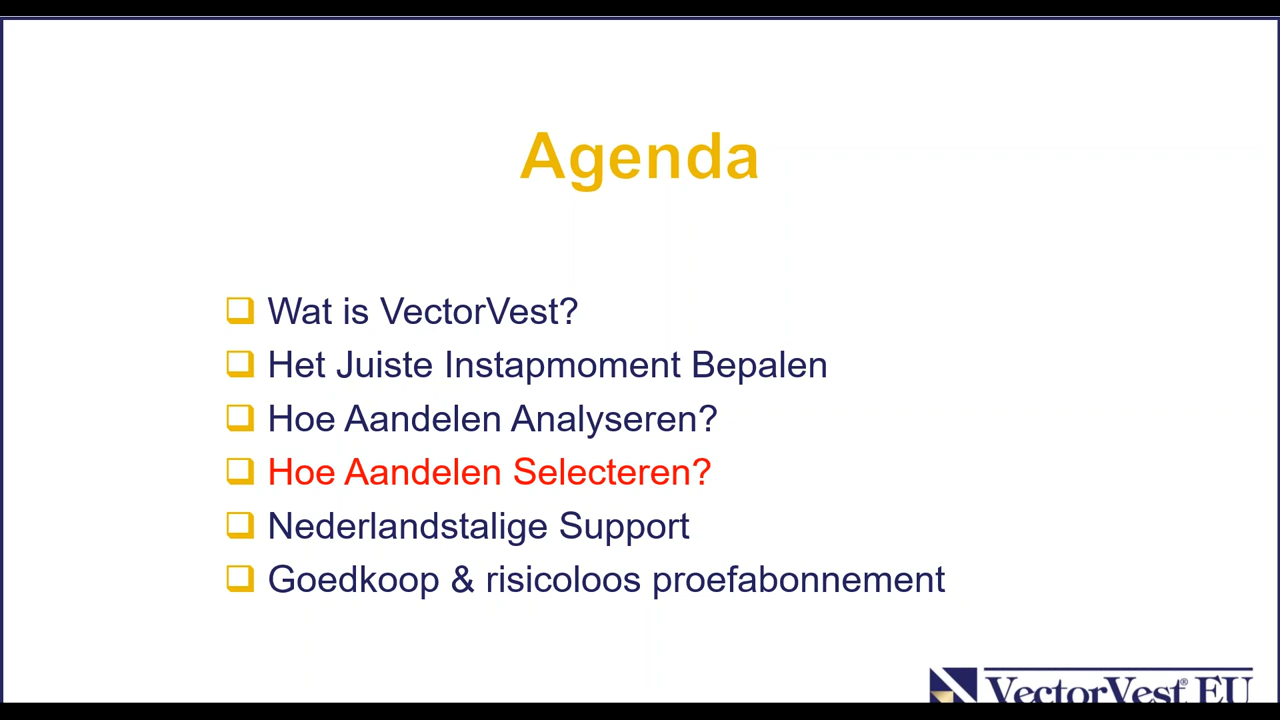 Agenda
Wat is VectorVest?
Het Juiste Instapmoment Bepalen
Hoe Aandelen Analyseren?
Hoe Aandelen Selecteren?
Nederlandstalige Support
Goedkoop & risicoloos proefabonnement
VectorVest® EU